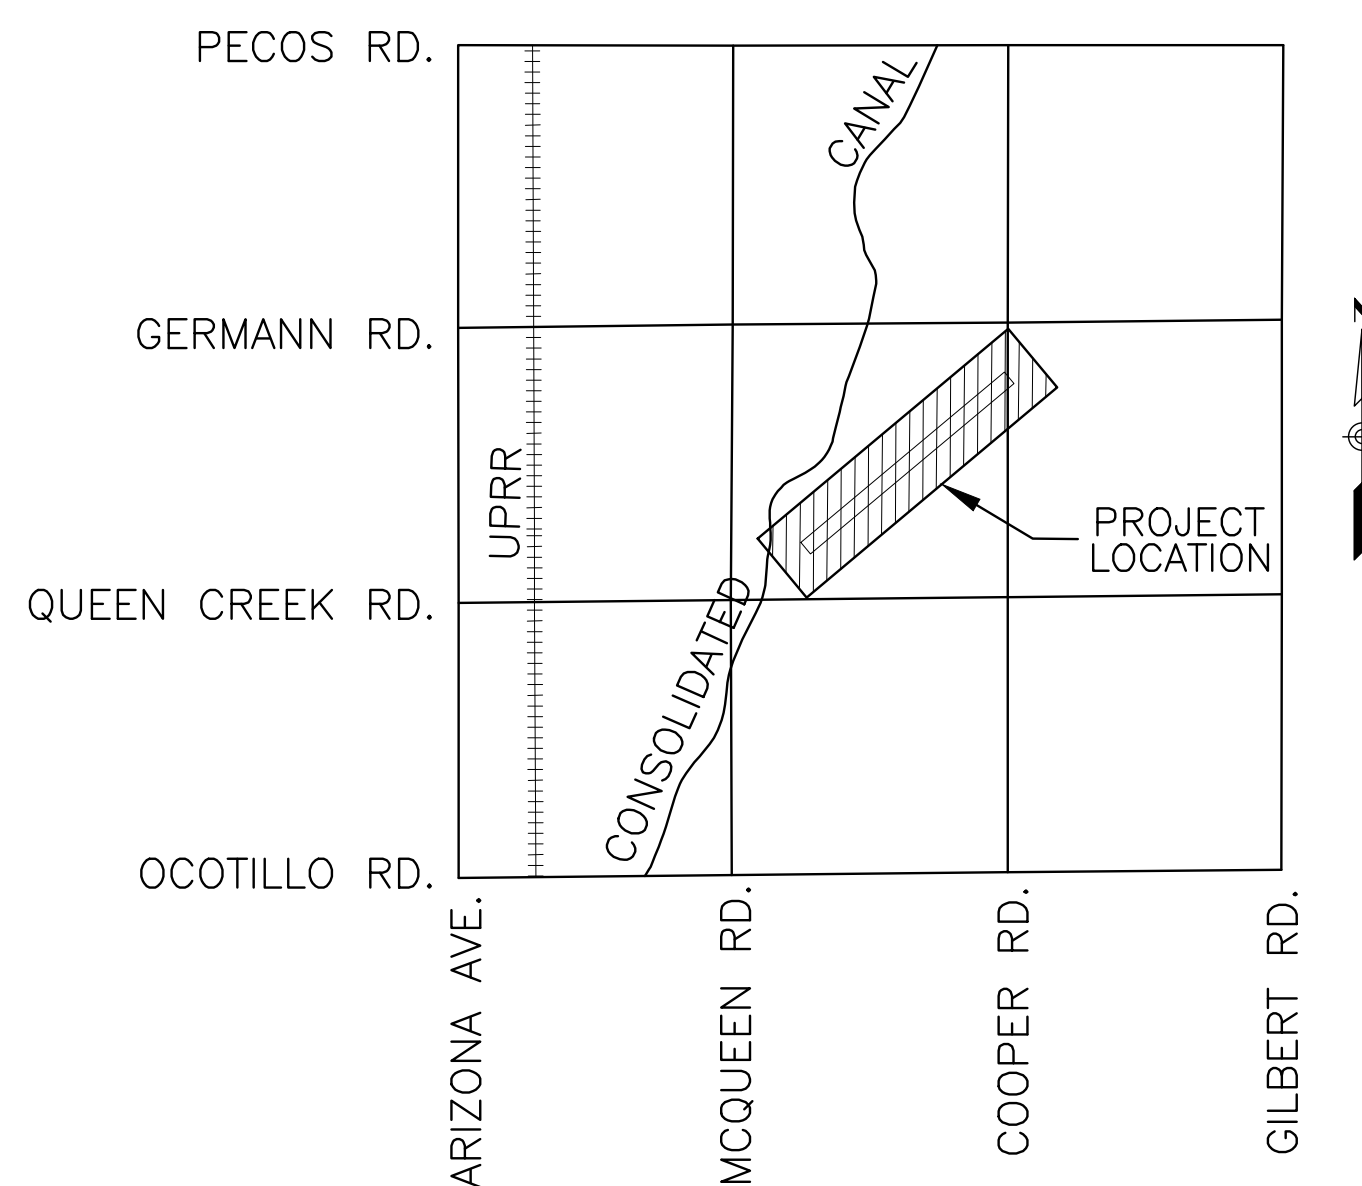 PECOS RD.
CANAL
GERMANN RD.
UPRR
PROJECT
LOCATION
QUEEN CREEK RD.
CONSOLIDATED
OCOTILLO RD.
ARIZONA AVE.
MCQUEEN RD.
COOPER RD.
GILBERT RD.